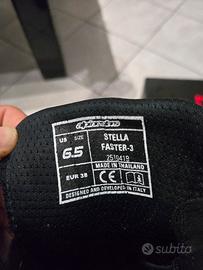 alpinestars
US SIZE
6.5
EUR 38
STELLA
FASTER-3
2510419
MADE IN THAILAND
DESIGNED AND DEVELOPED IN ITALY
subito